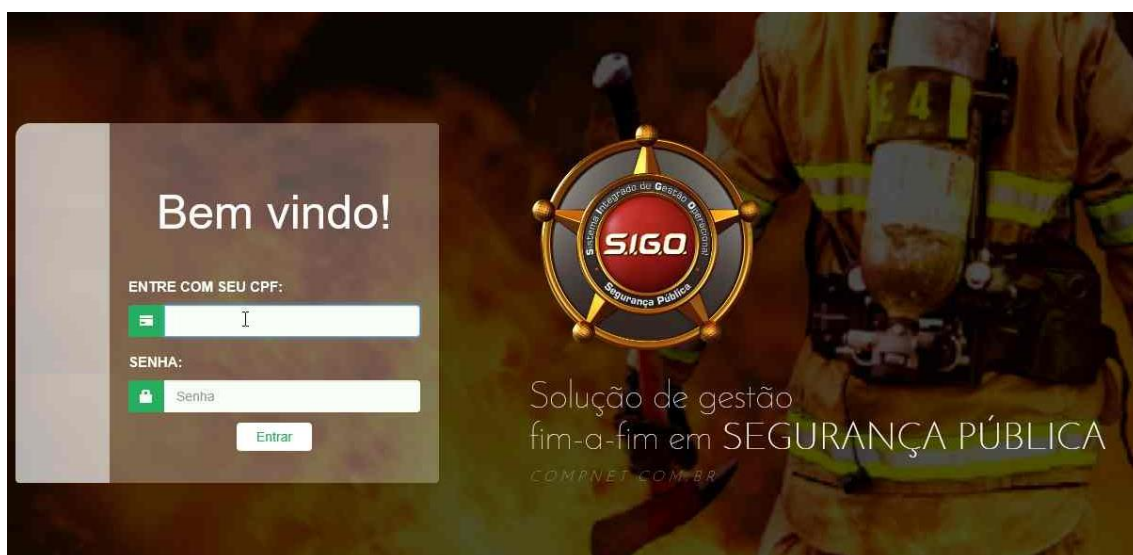 Bem vindo!
ENTRE COM SEU CPF:
SENHA:
Senha
Entrar
E 4
Sistema Integrado de Gestão Operacional
S.I.G.O.
Segurança Pública
Solução de gestão
fim-a-fim em SEGURANÇA PÚBLICA
COMPNET.COM.BR